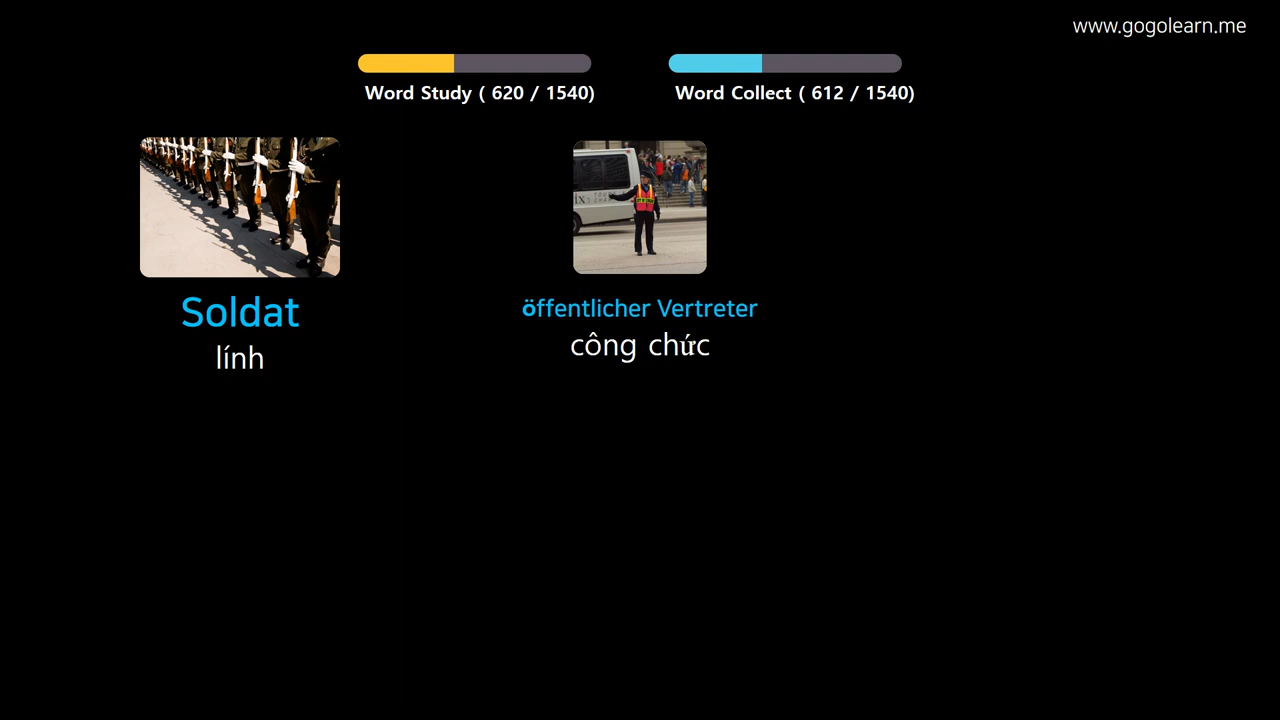 www.gogolearn.me
Word Study ( 620 / 1540)
Word Collect ( 612 / 1540)
Soldat
lính
öffentlicher Vertreter
công chức